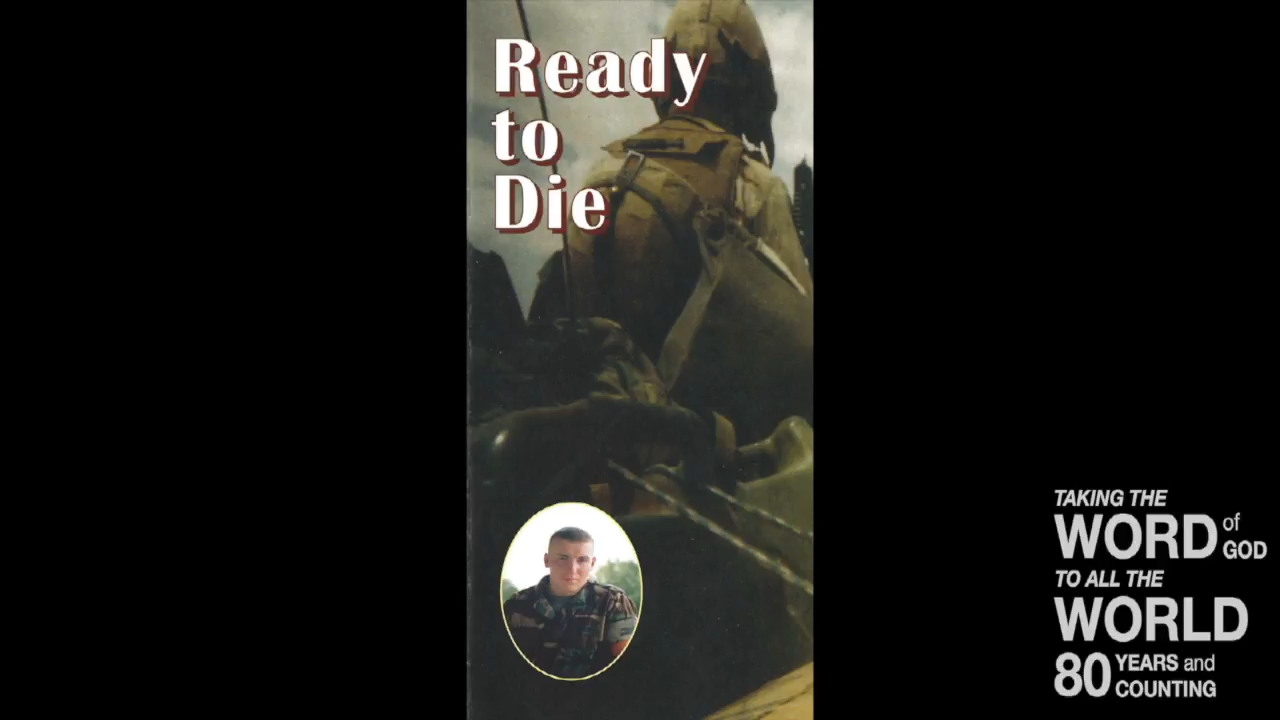 Ready
to
Die
TAKING THE
WORD of
GOD
TO ALL THE
WORLD
80 YEARS and
COUNTING